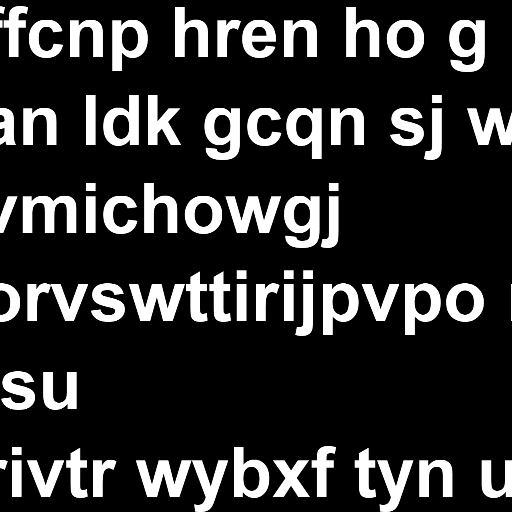 ffcnp hren ho g
an ldk gcqn sj w
vmichowgj
orvswttirijpvpo
su
rivtr wybxf tyn u